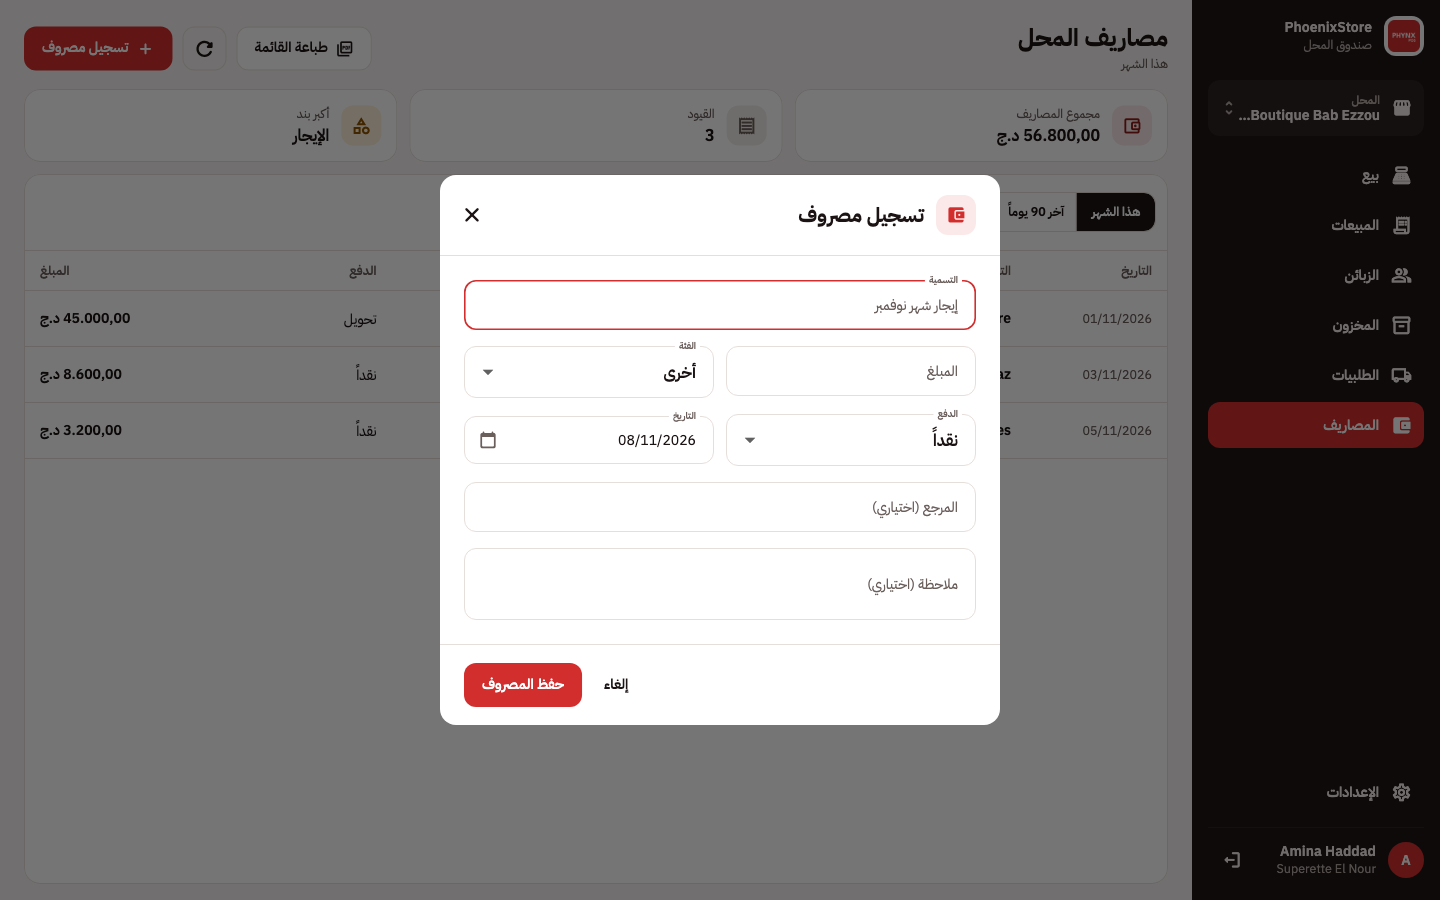 PhoenixStore
صندوق المحل
PHYNX
المحل
Boutique Bab Ezzou...
بيع
المبيعات
الزبائن
المخزون
الطلبيات
المصاريف
الإعدادات
Amina Haddad
Superette El Nour
A
مصاريف المحل
هذا الشهر
طباعة القائمة
تسجيل مصروف
مجموع المصاريف
56.800,00 د.ج
القيود
3
أكبر بند
الإيجار
هذا الشهر
آخر 90 يوماً
التاريخ
الدفع
المبلغ
01/11/2026
تحويل
45.000,00 د.ج
03/11/2026
نقداً
8.600,00 د.ج
05/11/2026
نقداً
3.200,00 د.ج
تسجيل مصروف
التسمية
إيجار شهر نوفمبر
المبلغ
الفئة
أخرى
الدفع
نقداً
التاريخ
08/11/2026
المرجع (اختياري)
ملاحظة (اختياري)
إلغاء
حفظ المصروف